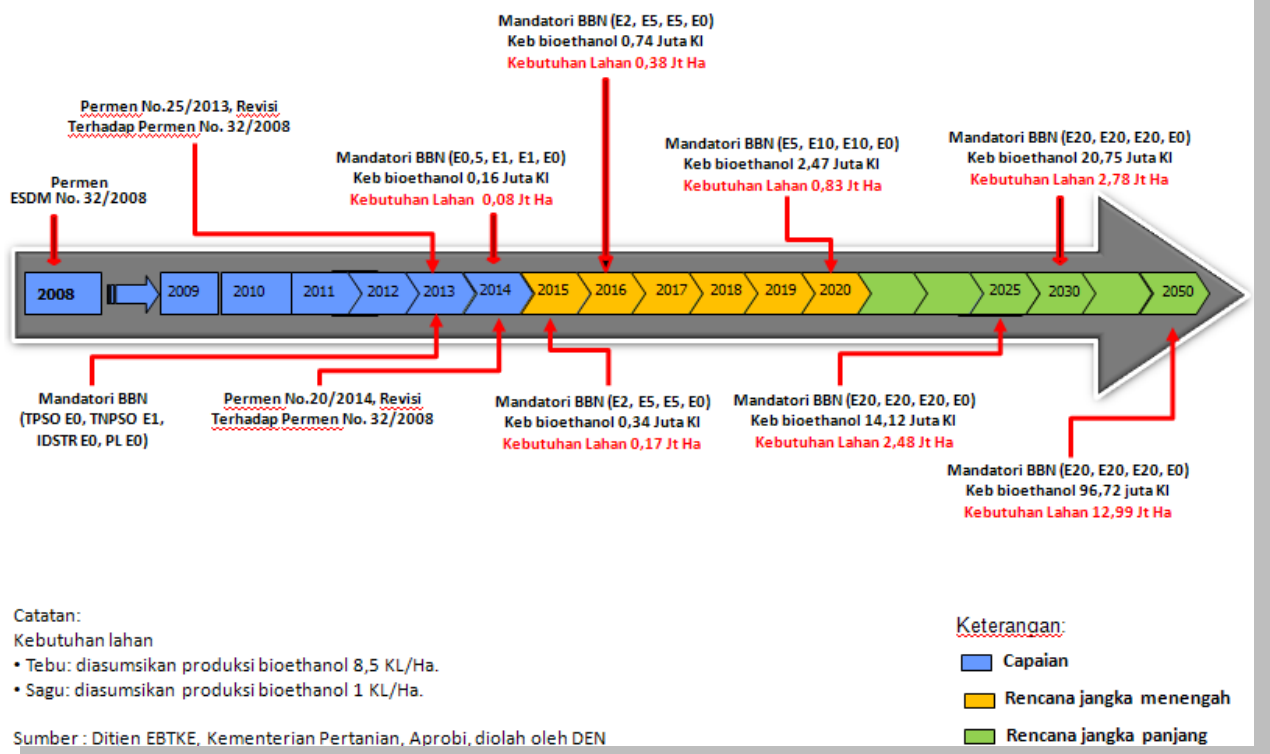 Mandatori BBN (E2, E5, E5, E0)
Keb bioethanol 0,74 Juta Kl
Kebutuhan Lahan 0,38 Jt Ha
Permen No.25/2013, Revisi
Terhadap Permen No. 32/2008
Mandatori BBN (E0,5, E1, E1, E0)
Keb bioethanol 0,16 Juta Kl
Kebutuhan Lahan 0,08 Jt Ha
Mandatori BBN (E5, E10, E10, E0)
Keb bioethanol 2,47 Juta Kl
Kebutuhan Lahan 0,83 Jt Ha
Mandatori BBN (E20, E20, E20, E0)
Keb bioethanol 20,75 Juta Kl
Kebutuhan Lahan 2,78 Jt Ha
Permen
ESDM No. 32/2008
2008
2009
2010
2011
2012
2013
2014
2015
2016
2017
2018
2019
2020
2025
2030
2050
Mandatori BBN
(TPSO E0, TNPSO E1,
IDSTR E0, PL E0)
Permen No.20/2014, Revisi
Terhadap Permen No. 32/2008
Mandatori BBN (E2, E5, E5, E0)
Keb bioethanol 0,34 Juta Kl
Kebutuhan Lahan 0,17 Jt Ha
Mandatori BBN (E20, E20, E20, E0)
Keb bioethanol 14,12 Juta Kl
Kebutuhan Lahan 2,48 Jt Ha
Mandatori BBN (E20, E20, E20, E0)
Keb bioethanol 96,72 juta Kl
Kebutuhan Lahan 12,99 Jt Ha
Catatan:
Kebutuhan lahan
• Tebu: diasumsikan produksi bioethanol 8,5 KL/Ha.
• Sagu: diasumsikan produksi bioethanol 1 KL/Ha.
Sumber : Ditjen EBTKE, Kementerian Pertanian, Aprobi, diolah oleh DEN
Keterangan:
Capaian
Rencana jangka menengah
Rencana jangka panjang